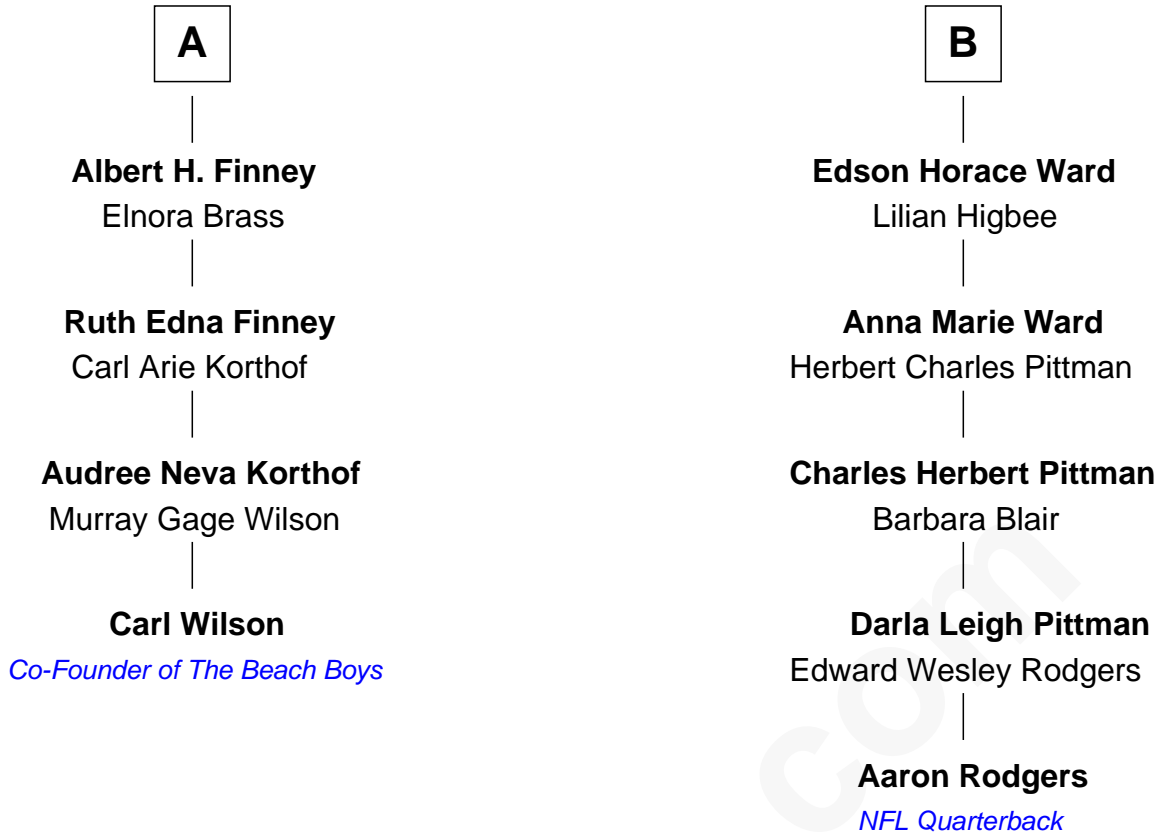 A
Albert H. Finney
Elnora Brass
Ruth Edna Finney
Carl Arie Korthof
Audree Neva Korthof
Murray Gage Wilson
Carl Wilson
Co-Founder of The Beach Boys
B
Edson Horace Ward
Lilian Higbee
Anna Marie Ward
Herbert Charles Pittman
Charles Herbert Pittman
Barbara Blair
Darla Leigh Pittman
Edward Wesley Rodgers
Aaron Rodgers
NFL Quarterback
com